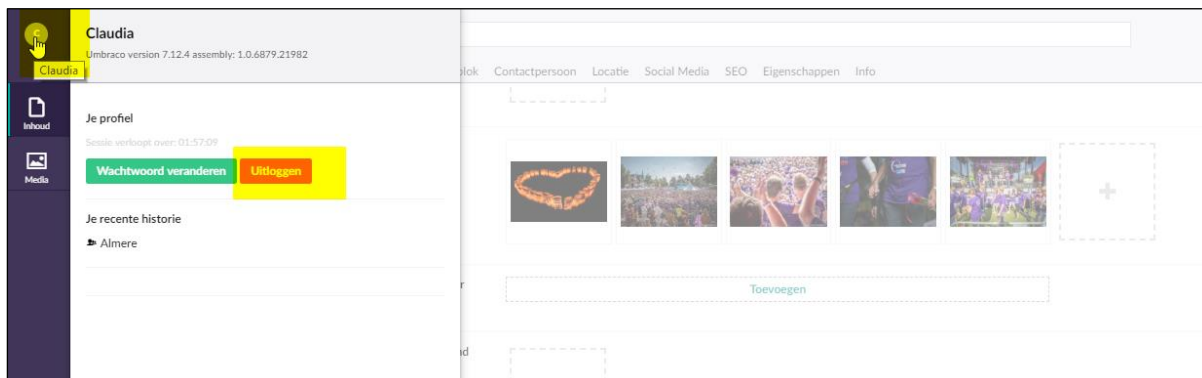 C
Claudia
Claudia
Umbraco version 7.12.4 assembly: 1.0.6879.21982
Inhoud
Media
Je profiel
Sessie verloopt over: 01:57:09
Wachtwoord veranderen
Uitloggen
Je recente historie
Almere
lok Contactpersoon Locatie Social Media SEO Eigenschappen Info
r
Toevoegen
nd